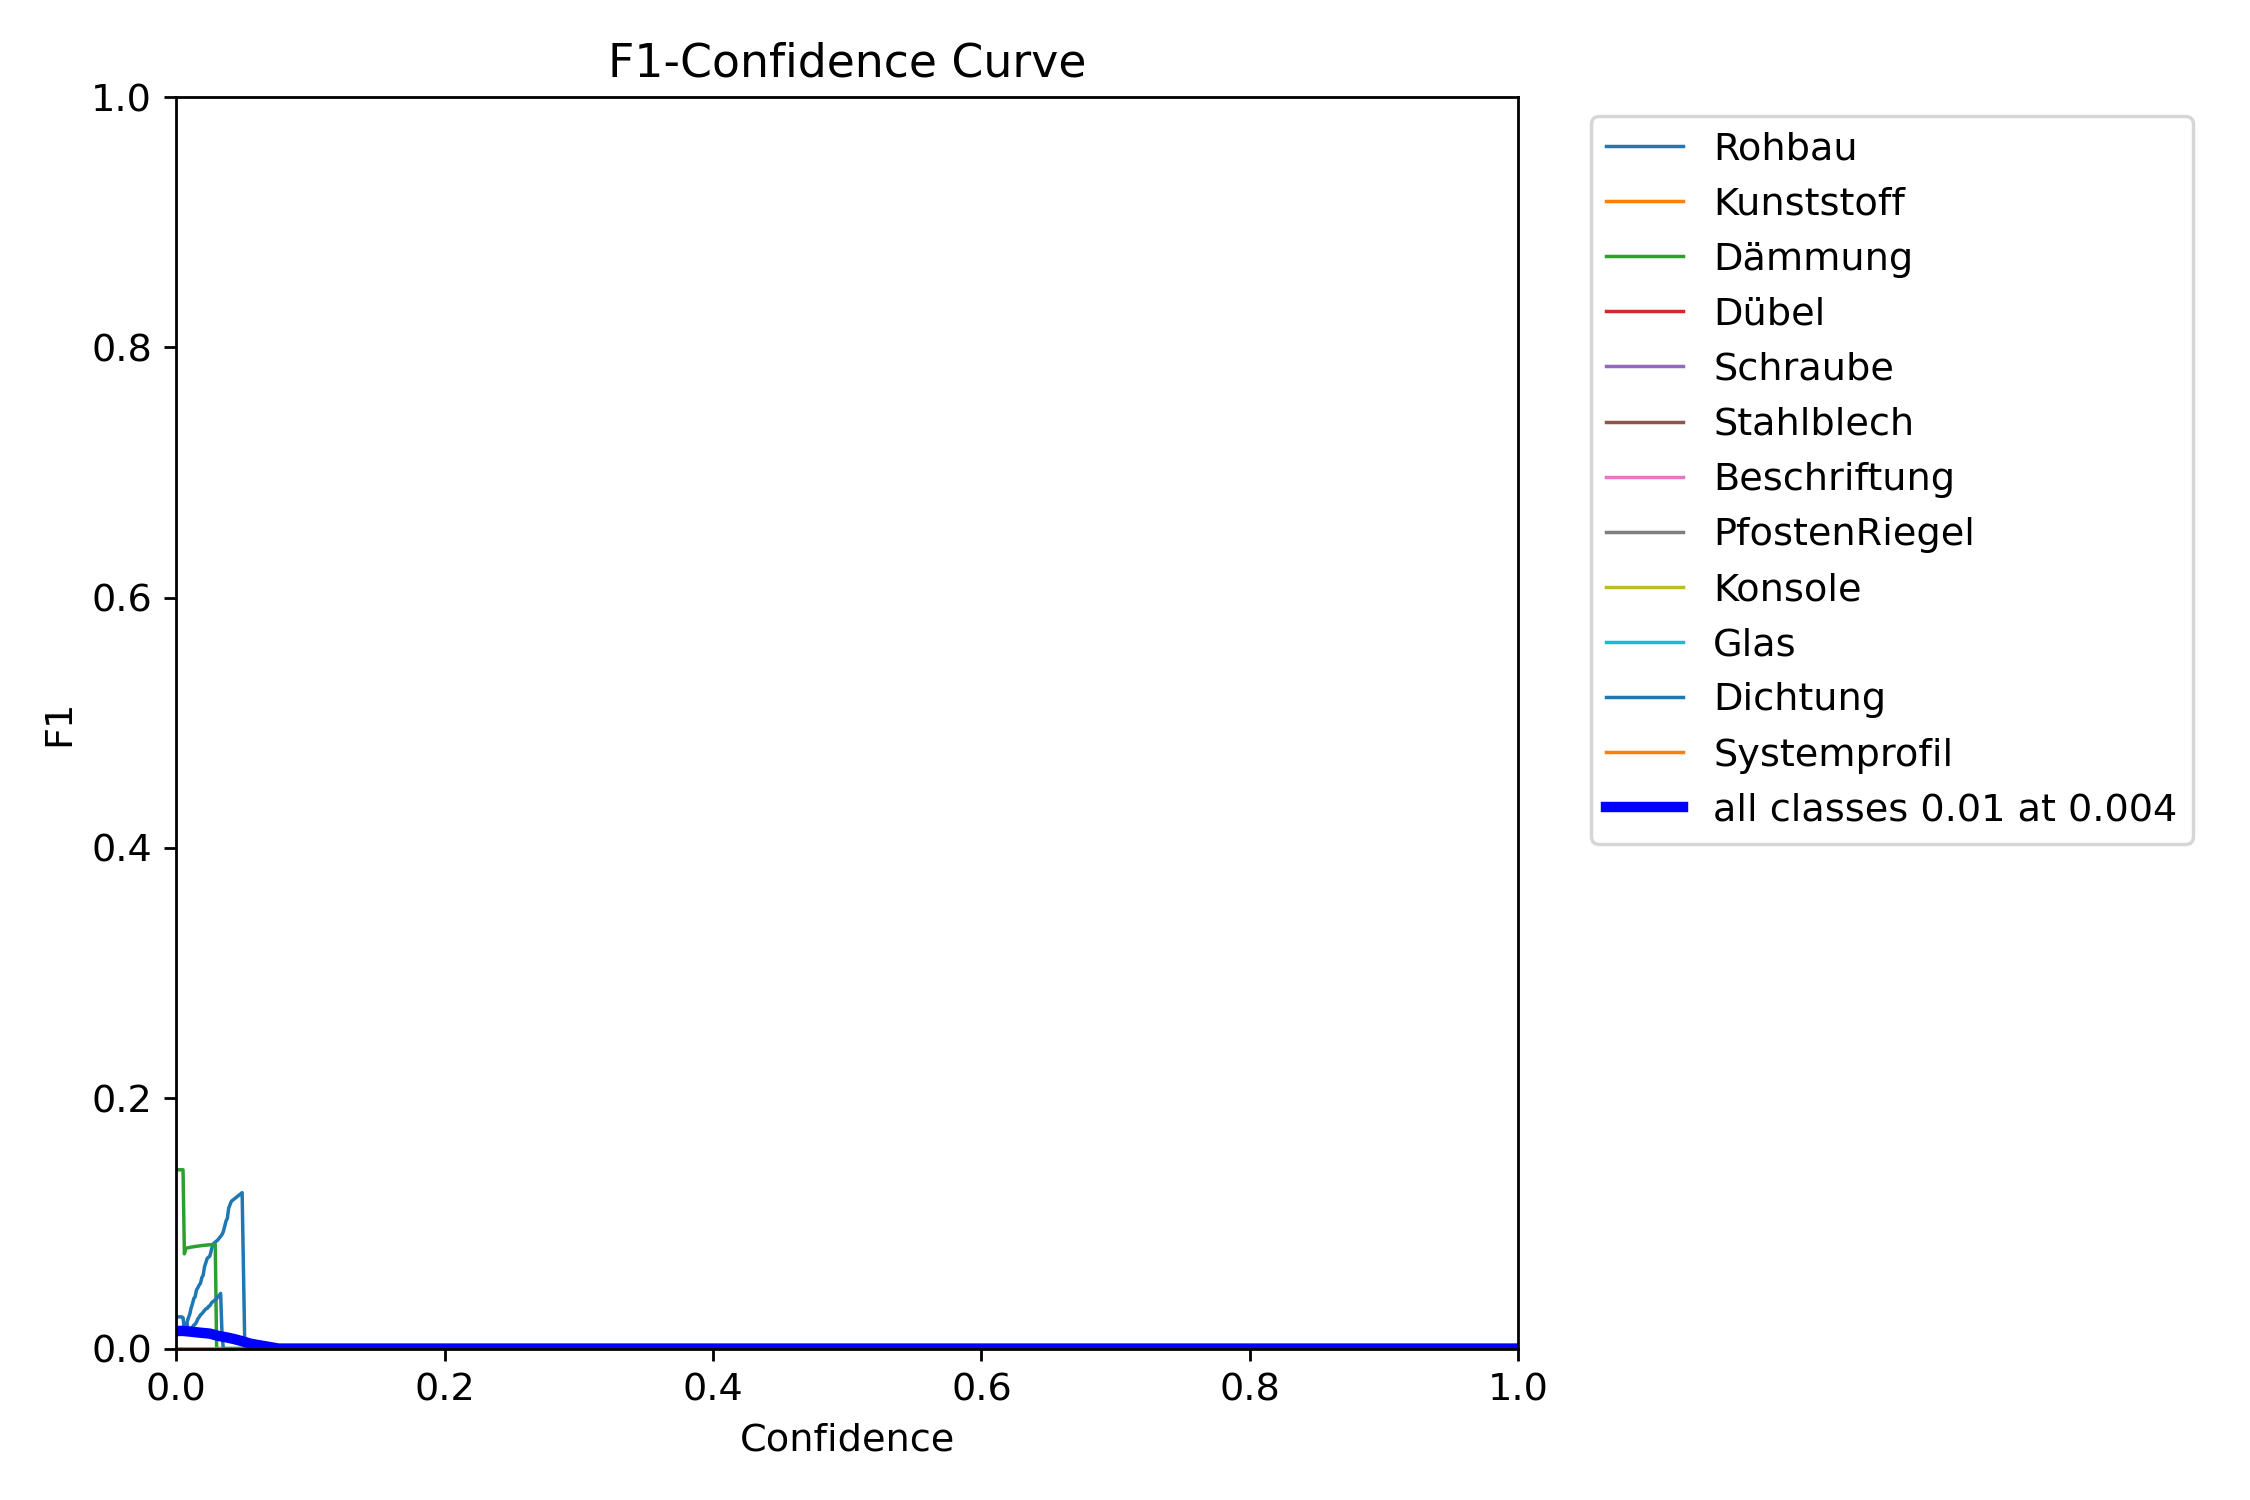 F1-Confidence Curve
1.0
0.8
0.6
0.4
0.2
0.0
F1
0.0 0.2 0.4 0.6 0.8 1.0
Confidence
Rohbau
Kunststoff
Dämmung
Dübel
Schraube
Stahlblech
Beschriftung
PfostenRiegel
Konsole
Glas
Dichtung
Systemprofil
all classes 0.01 at 0.004